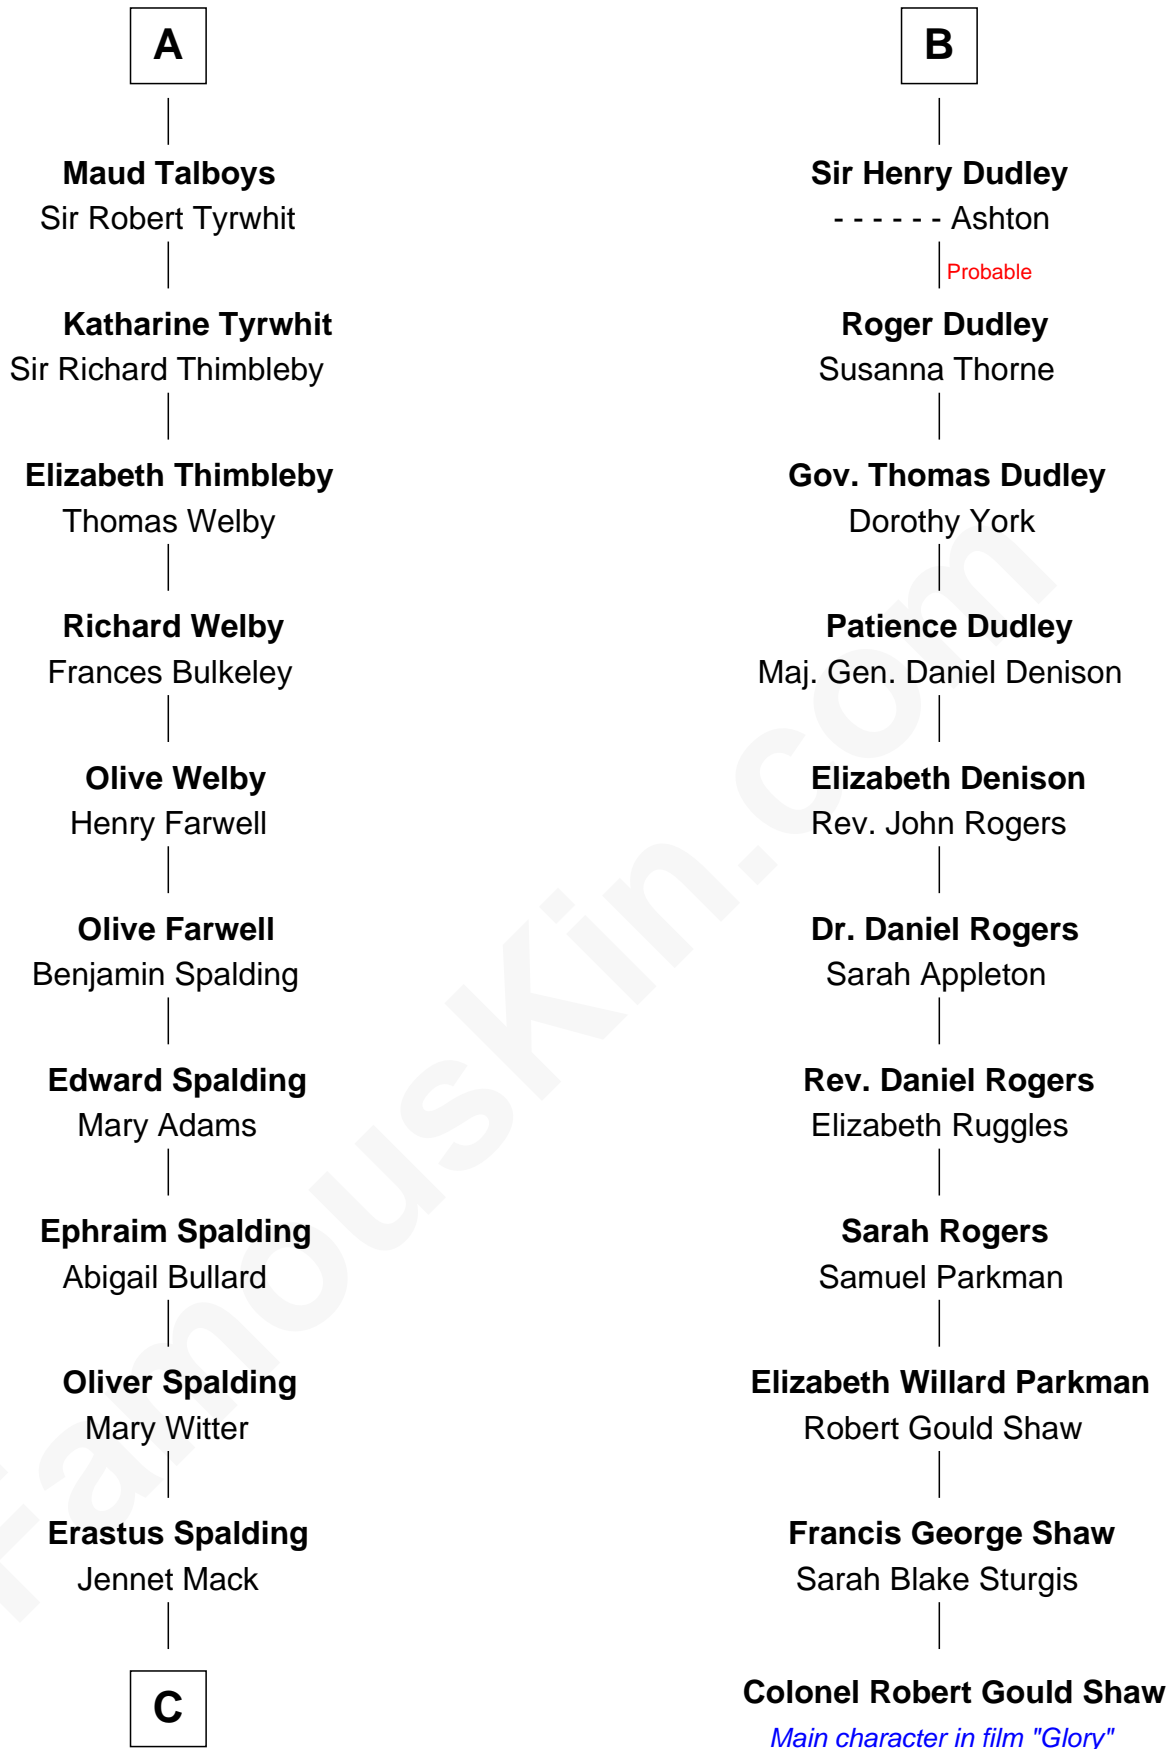 A
Maud Talboys
Sir Robert Tyrwhit
Katharine Tyrwhit
Sir Richard Thimbleby
Elizabeth Thimbleby
Thomas Welby
Richard Welby
Frances Bulkeley
Olive Welby
Henry Farwell
Olive Farwell
Benjamin Spalding
Edward Spalding
Mary Adams
Ephraim Spalding
Abigail Bullard
Oliver Spalding
Mary Witter
Erastus Spalding
Jennet Mack
C
B
Sir Henry Dudley
- - - - - - Ashton
Probable
Roger Dudley
Susanna Thorne
Gov. Thomas Dudley
Dorothy York
Patience Dudley
Maj. Gen. Daniel Denison
Elizabeth Denison
Rev. John Rogers
Dr. Daniel Rogers
Sarah Appleton
Rev. Daniel Rogers
Elizabeth Ruggles
Sarah Rogers
Samuel Parkman
Elizabeth Willard Parkman
Robert Gould Shaw
Francis George Shaw
Sarah Blake Sturgis
Colonel Robert Gould Shaw
Main character in film "Glory"
FamousKin.com